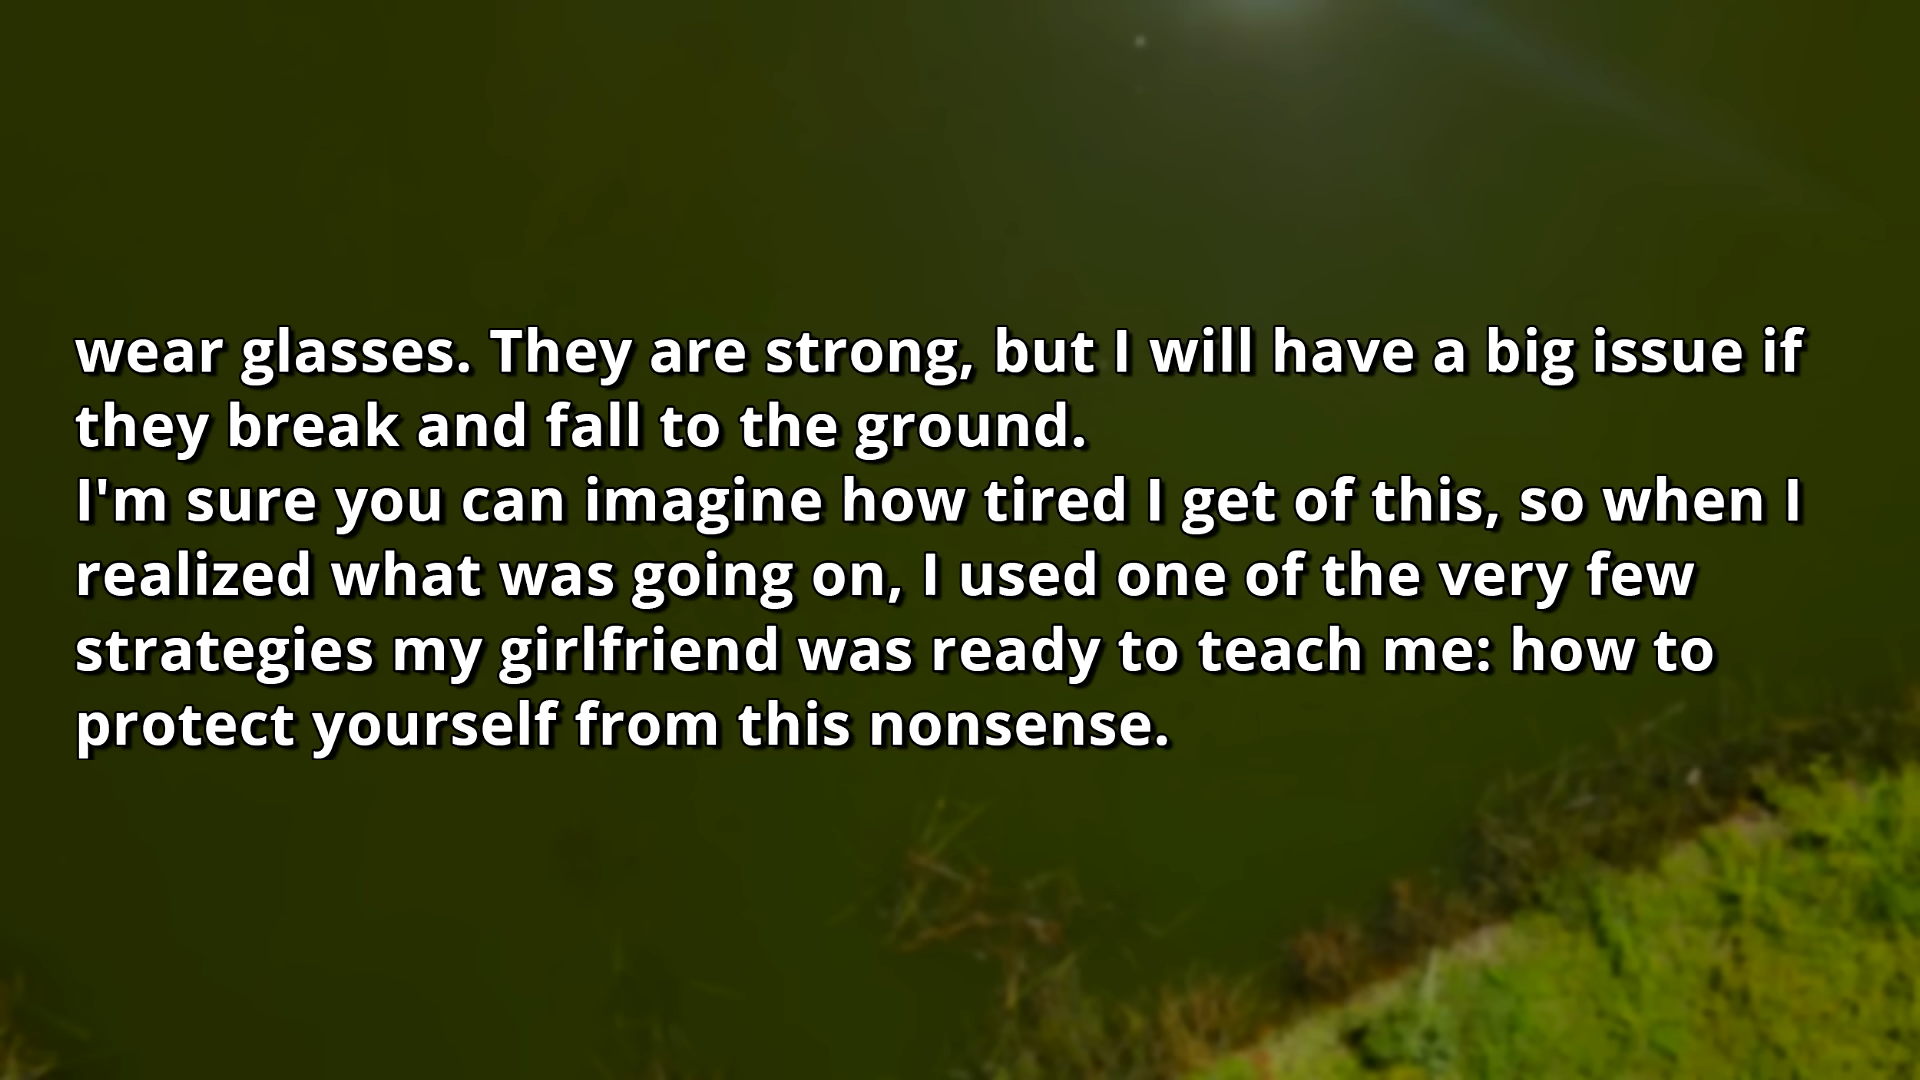 wear glasses. They are strong, but I will have a big issue if
they break and fall to the ground.
I'm sure you can imagine how tired I get of this, so when I
realized what was going on, I used one of the very few
strategies my girlfriend was ready to teach me: how to
protect yourself from this nonsense.